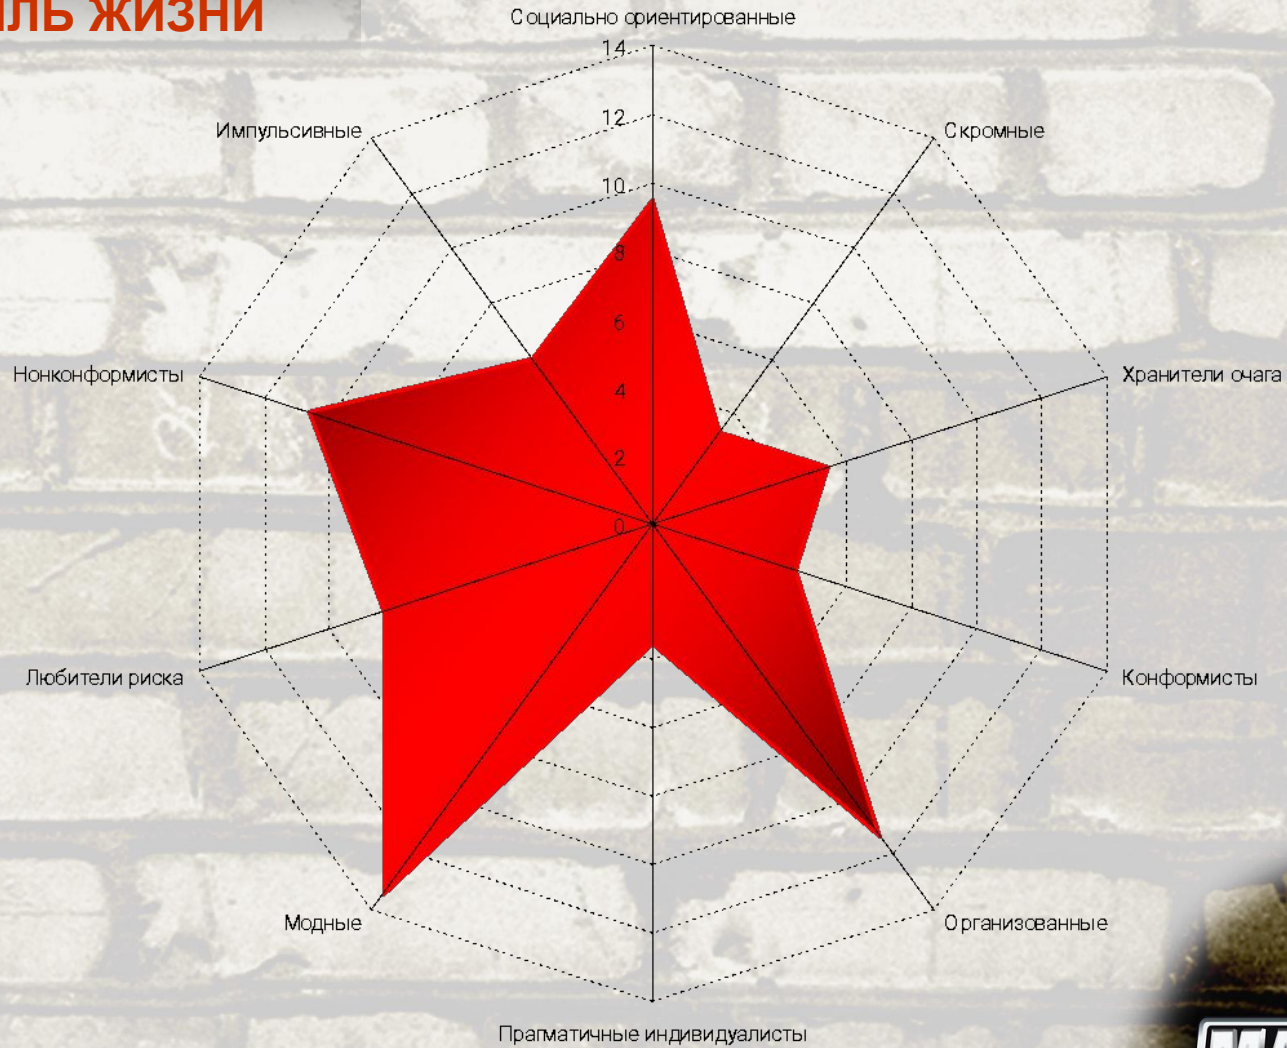 ЖИЗНИ
Социально ориентированные
14
12
10
8
6
4
2
0
Импульсивные
Скромные
Нонконформисты
Хранители очага
Любители риска
Конформисты
Модные
Организованные
Прагматичные индивидуалисты